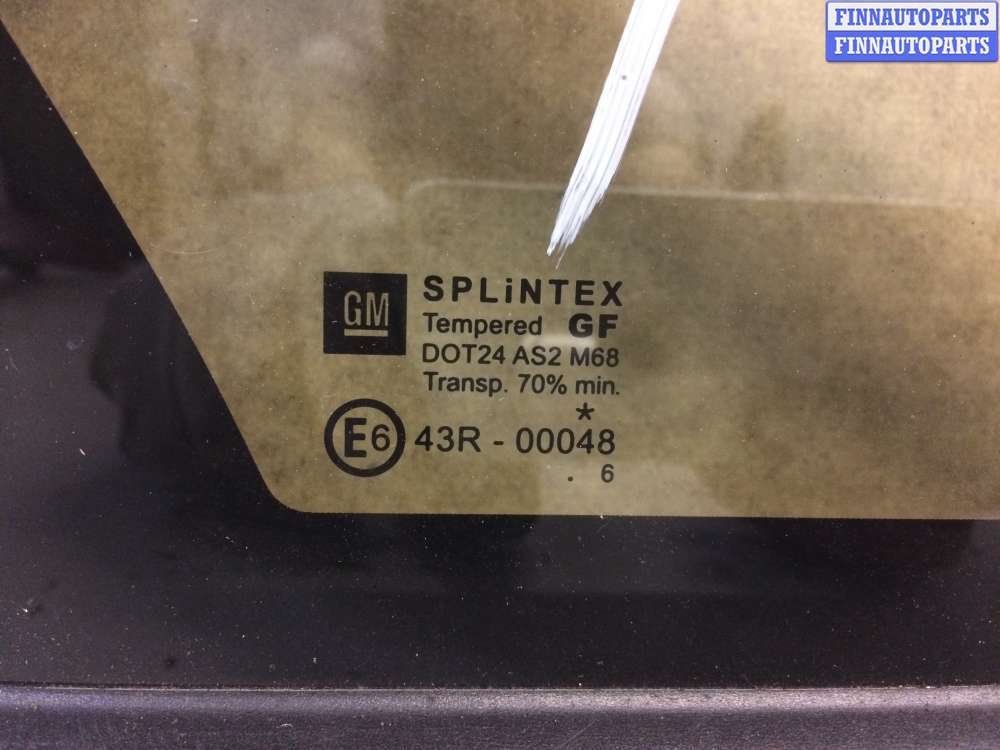 FINNAUTOPARTS
FINNAUTOPARTS
GM
SPLiNTEX
Tempered GF
DOT24 AS2 M68
Transp. 70% min.
*
E6 43R - 00048
. 6